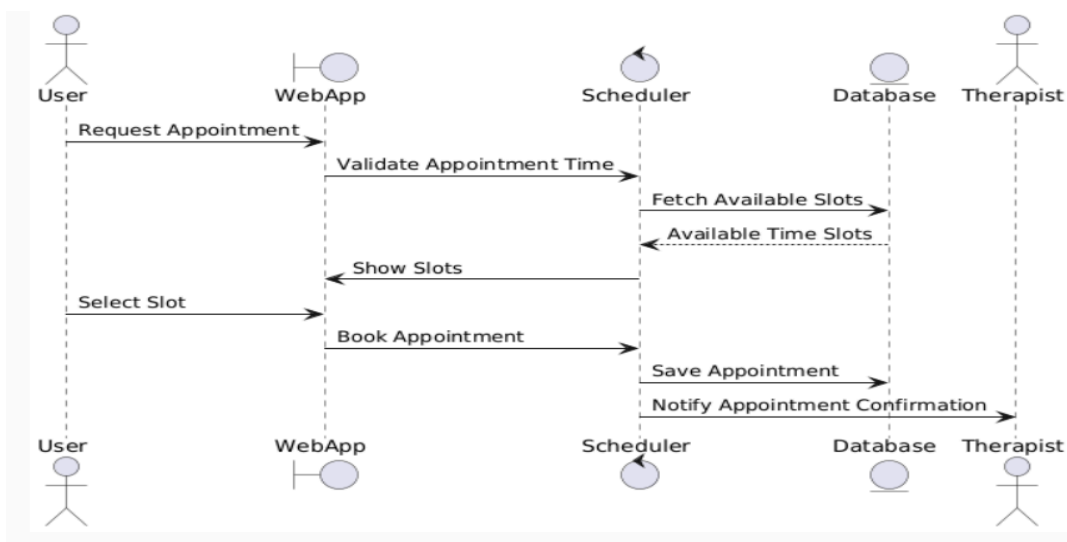 User WebApp Scheduler Database Therapist
Request Appointment
Validate Appointment Time
Fetch Available Slots
Available Time Slots
Show Slots
Select Slot
Book Appointment
Save Appointment
Notify Appointment Confirmation
User WebApp Scheduler Database Therapist